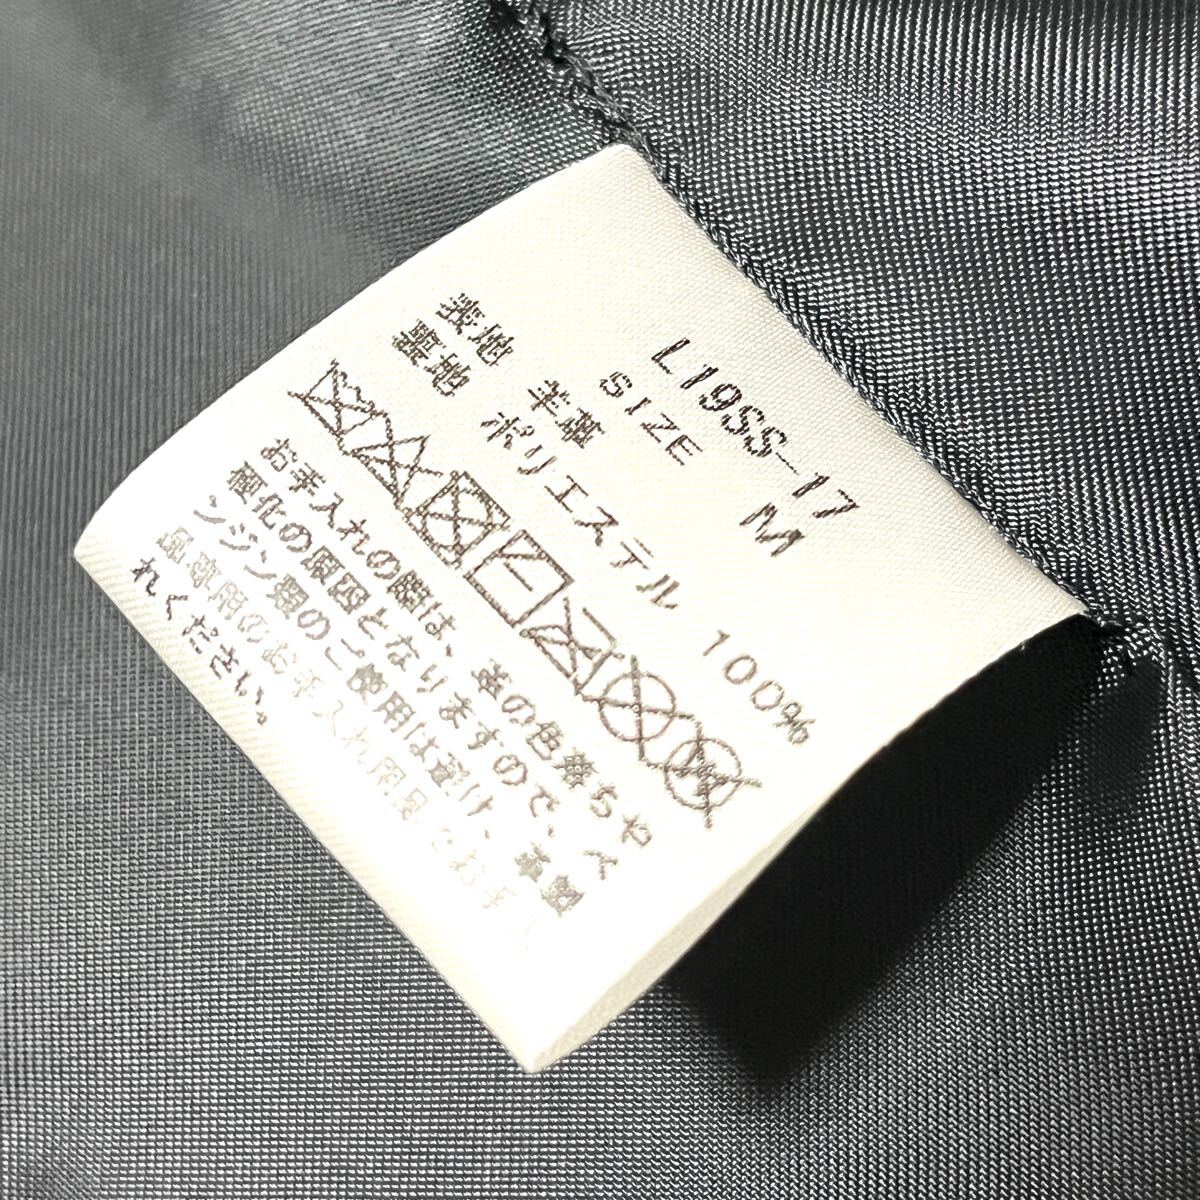 L19SS-17
SIZE M
表地 羊革
裏地 ポリエステル 100%
お手入れの際は、革の色落ちや
硬化の原因となりますので、ベ
ンジン類のご使用は避け、革製
品専用のお手入れ用品でお手入
れください。